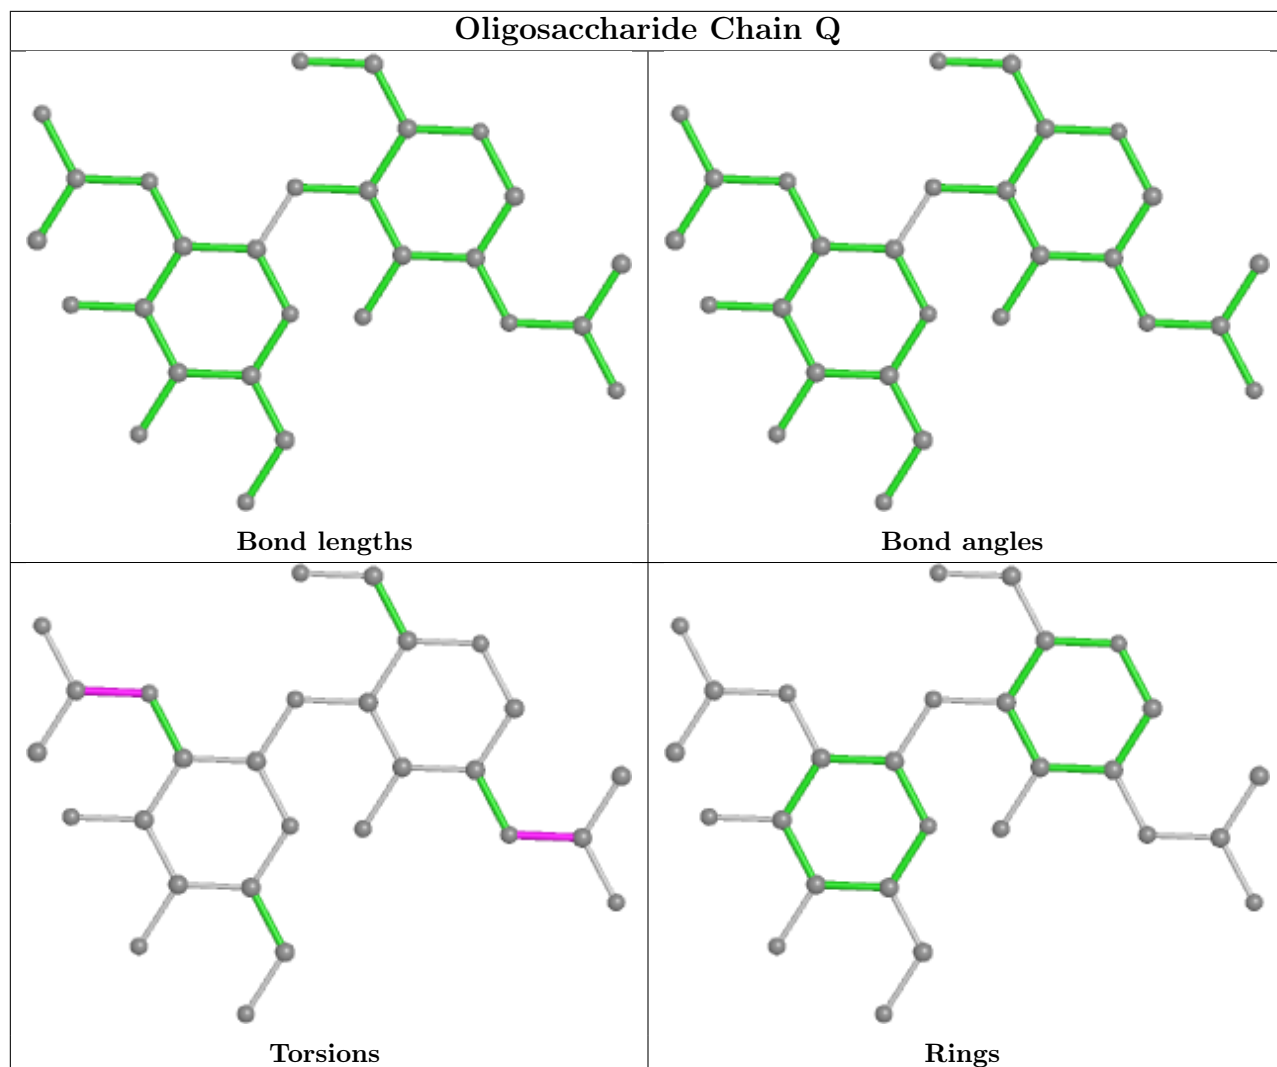 Oligosaccharide Chain Q
Bond lengths
Bond angles
Torsions
Rings